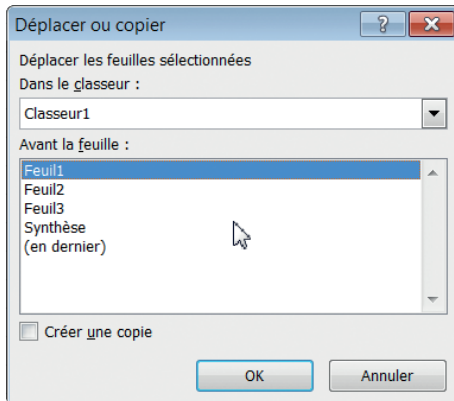 Déplacer ou copier
Déplacer les feuilles sélectionnées
Dans le classeur :
Classeur1
Avant la feuille :
Feuil1
Feuil2
Feuil3
Synthèse
(en dernier)
Créer une copie
OK Annuler